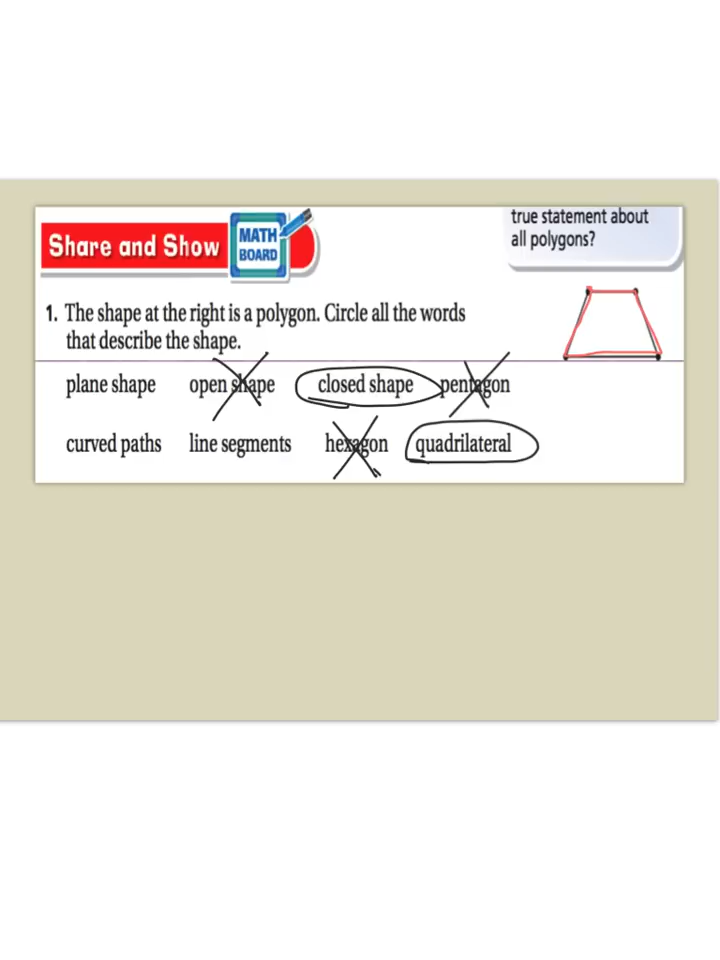 true statement about
all polygons?
Share and Show
MATH
BOARD
1. The shape at the right is a polygon. Circle all the words
that describe the shape.
plane shape open shape closed shape pentagon
curved paths line segments hexagon quadrilateral